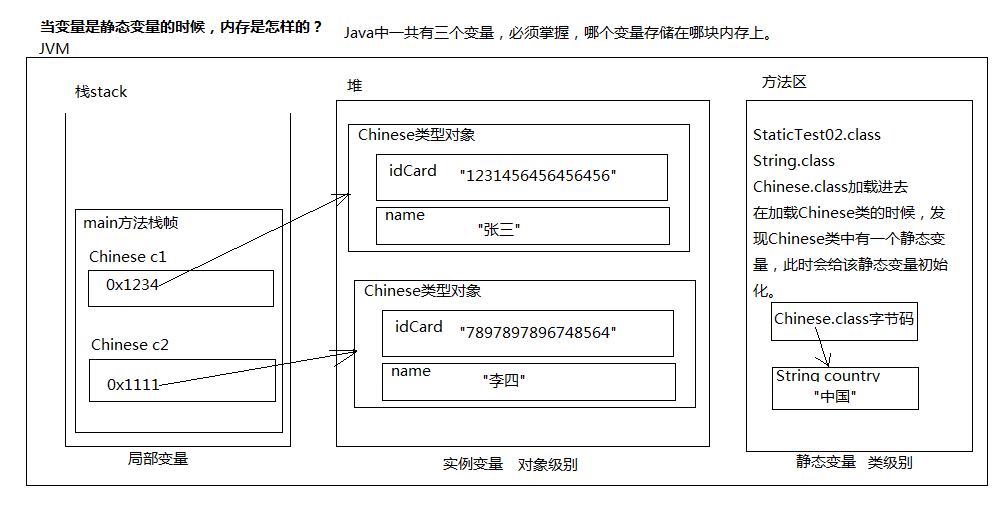 当变量是静态变量的时候，内存是怎样的？
Java中一共有三个变量，必须掌握，哪个变量存储在哪块内存上。
JVM
栈stack
main方法栈帧
Chinese c1
0x1234
Chinese c2
0x1111
局部变量
堆
Chinese类型对象
idCard
"1231456456456456"
name
"张三"
Chinese类型对象
idCard
"7897897896748564"
name
"李四"
实例变量 对象级别
方法区
StaticTest02.class
String.class
Chinese.class加载进去
在加载Chinese类的时候，发
现Chinese类中有一个静态变
量，此时会给该静态变量初始
化。
Chinese.class字节码
String country
"中国"
静态变量 类级别